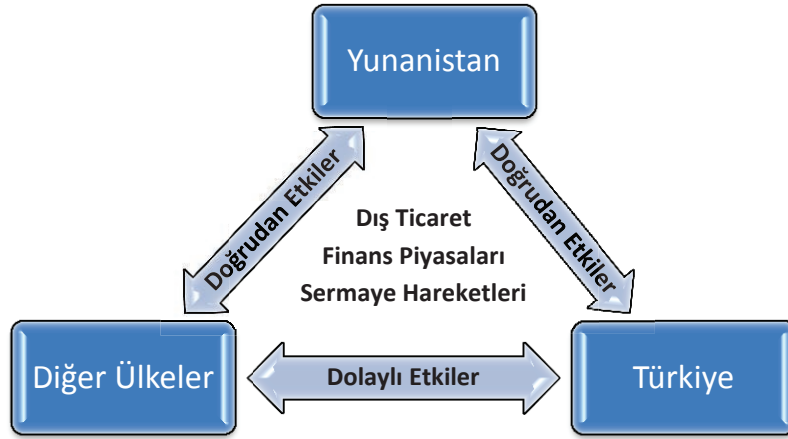 Yunanistan
Doğrudan Etkiler
Doğrudan Etkiler
Dış Ticaret
Finans Piyasaları
Sermaye Hareketleri
Diğer Ülkeler
Dolaylı Etkiler
Türkiye